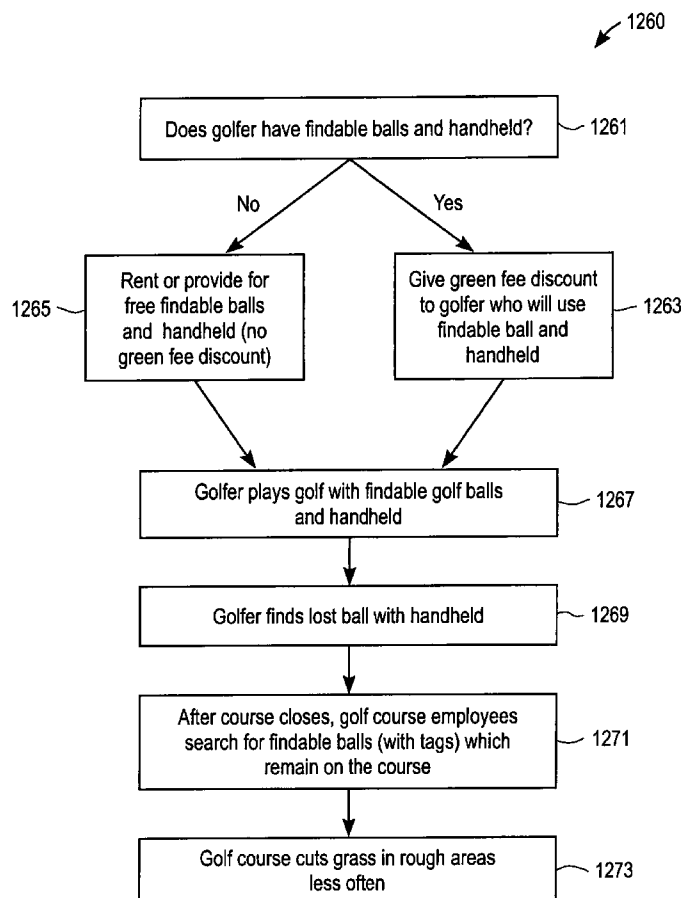 1260
Does golfer have findable balls and handheld?
1261
No
Yes
Rent or provide for
free findable balls
and handheld (no
green fee discount)
1265
Give green fee discount
to golfer who will use
findable ball and
handheld
1263
Golfer plays golf with findable golf balls
and handheld
1267
Golfer finds lost ball with handheld
1269
After course closes, golf course employees
search for findable balls (with tags) which
remain on the course
1271
Golf course cuts grass in rough areas
less often
1273